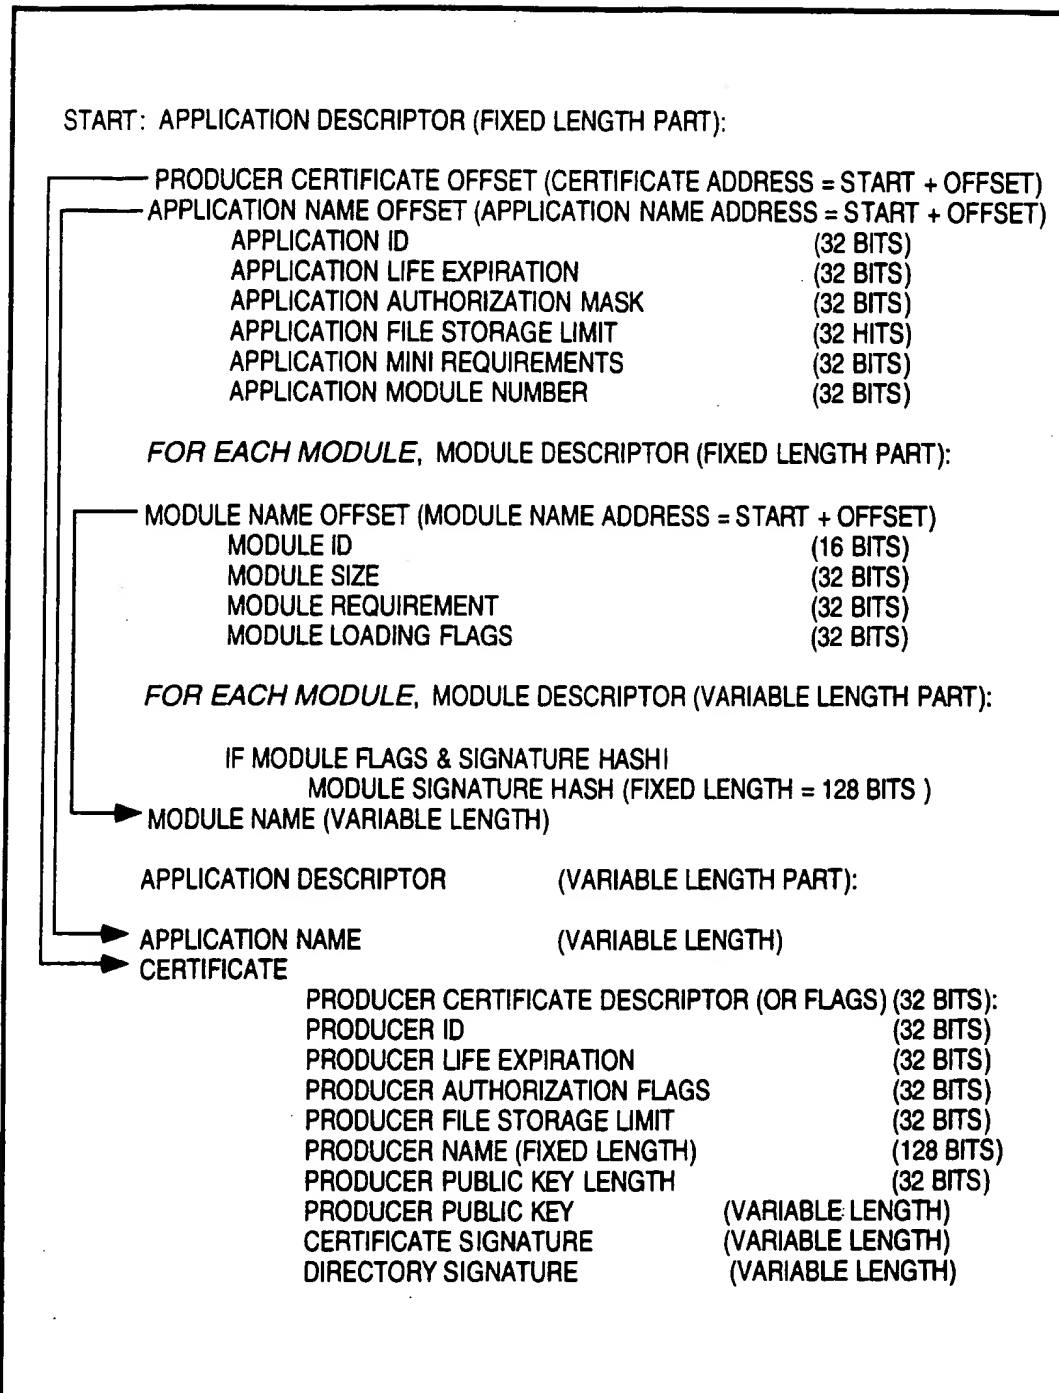 START: APPLICATION DESCRIPTOR (FIXED LENGTH PART):
PRODUCER CERTIFICATE OFFSET (CERTIFICATE ADDRESS = START + OFFSET)
APPLICATION NAME OFFSET (APPLICATION NAME ADDRESS = START + OFFSET)
APPLICATION ID (32 BITS)
APPLICATION LIFE EXPIRATION (32 BITS)
APPLICATION AUTHORIZATION MASK (32 BITS)
APPLICATION FILE STORAGE LIMIT (32 HITS)
APPLICATION MINI REQUIREMENTS (32 BITS)
APPLICATION MODULE NUMBER (32 BITS)
FOR EACH MODULE, MODULE DESCRIPTOR (FIXED LENGTH PART):
MODULE NAME OFFSET (MODULE NAME ADDRESS = START + OFFSET)
MODULE ID (16 BITS)
MODULE SIZE (32 BITS)
MODULE REQUIREMENT (32 BITS)
MODULE LOADING FLAGS (32 BITS)
FOR EACH MODULE, MODULE DESCRIPTOR (VARIABLE LENGTH PART):
IF MODULE FLAGS & SIGNATURE HASHI
MODULE SIGNATURE HASH (FIXED LENGTH = 128 BITS )
MODULE NAME (VARIABLE LENGTH)
APPLICATION DESCRIPTOR (VARIABLE LENGTH PART):
APPLICATION NAME (VARIABLE LENGTH)
CERTIFICATE
PRODUCER CERTIFICATE DESCRIPTOR (OR FLAGS) (32 BITS):
PRODUCER ID (32 BITS)
PRODUCER LIFE EXPIRATION (32 BITS)
PRODUCER AUTHORIZATION FLAGS (32 BITS)
PRODUCER FILE STORAGE LIMIT (32 BITS)
PRODUCER NAME (FIXED LENGTH) (128 BITS)
PRODUCER PUBLIC KEY LENGTH (32 BITS)
PRODUCER PUBLIC KEY (VARIABLE LENGTH)
CERTIFICATE SIGNATURE (VARIABLE LENGTH)
DIRECTORY SIGNATURE (VARIABLE LENGTH)